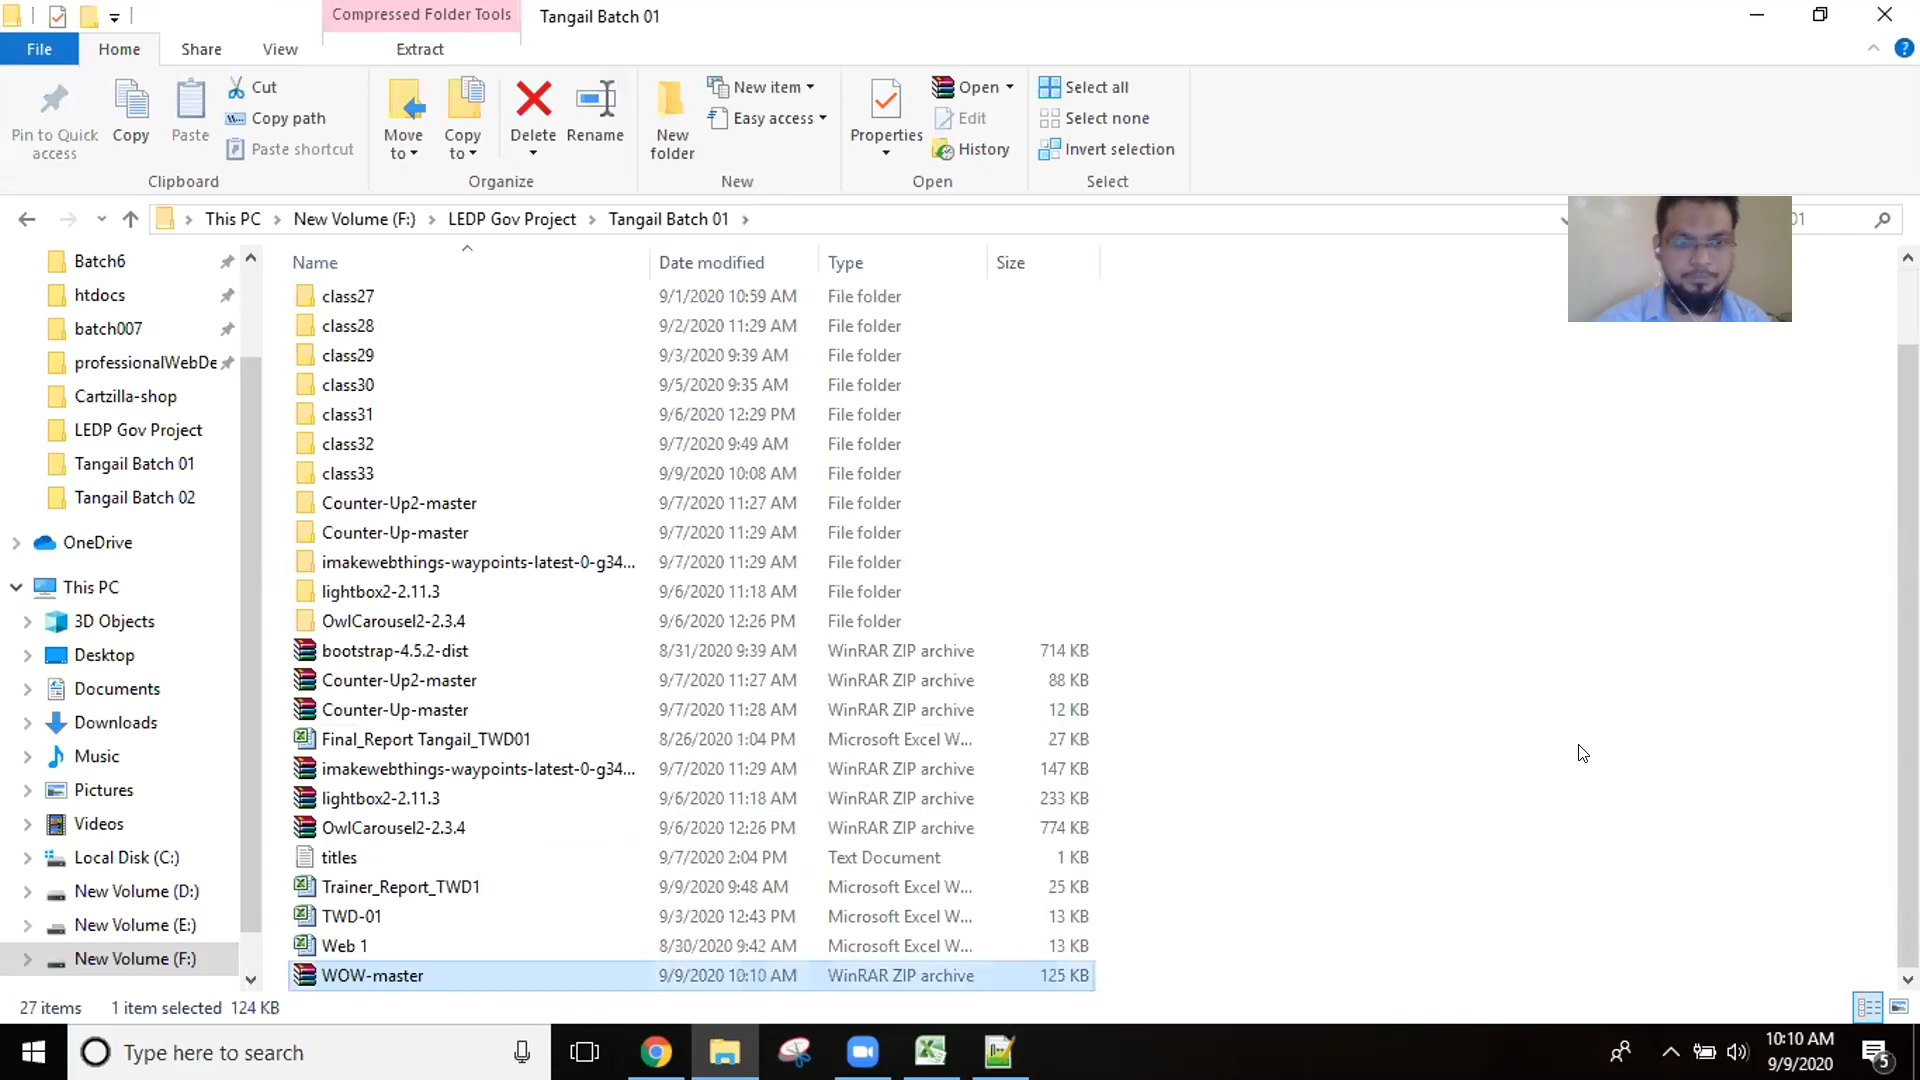 Compressed Folder Tools
Tangail Batch 01
File
Home
Share
View
Extract
Pin to Quick access
Copy
Paste
Cut
Copy path
Paste shortcut
Clipboard
Move to
Copy to
Delete
Rename
Organize
New folder
New item
Easy access
New
Properties
Open
Edit
History
Open
Select all
Select none
Invert selection
Select
This PC
New Volume (F:)
LEDP Gov Project
Tangail Batch 01
01
Batch6
htdocs
batch007
professionalWebDe
Cartzilla-shop
LEDP Gov Project
Tangail Batch 01
Tangail Batch 02
OneDrive
This PC
3D Objects
Desktop
Documents
Downloads
Music
Pictures
Videos
Local Disk (C:)
New Volume (D:)
New Volume (E:)
New Volume (F:)
Name Date modified Type Size
class27 9/1/2020 10:59 AM File folder
class28 9/2/2020 11:29 AM File folder
class29 9/3/2020 9:39 AM File folder
class30 9/5/2020 9:35 AM File folder
class31 9/6/2020 12:29 PM File folder
class32 9/7/2020 9:49 AM File folder
class33 9/9/2020 10:08 AM File folder
Counter-Up2-master 9/7/2020 11:27 AM File folder
Counter-Up-master 9/7/2020 11:29 AM File folder
imakewebthings-waypoints-latest-0-g34... 9/7/2020 11:29 AM File folder
lightbox2-2.11.3 9/6/2020 11:18 AM File folder
OwlCarousel2-2.3.4 9/6/2020 12:26 PM File folder
bootstrap-4.5.2-dist 8/31/2020 9:39 AM WinRAR ZIP archive 714 KB
Counter-Up2-master 9/7/2020 11:27 AM WinRAR ZIP archive 88 KB
Counter-Up-master 9/7/2020 11:28 AM WinRAR ZIP archive 12 KB
Final_Report Tangail_TWD01 8/26/2020 1:04 PM Microsoft Excel W... 27 KB
imakewebthings-waypoints-latest-0-g34... 9/7/2020 11:29 AM WinRAR ZIP archive 147 KB
lightbox2-2.11.3 9/6/2020 11:18 AM WinRAR ZIP archive 233 KB
OwlCarousel2-2.3.4 9/6/2020 12:26 PM WinRAR ZIP archive 774 KB
titles 9/7/2020 2:04 PM Text Document 1 KB
Trainer_Report_TWD1 9/9/2020 9:48 AM Microsoft Excel W... 25 KB
TWD-01 9/3/2020 12:43 PM Microsoft Excel W... 13 KB
Web 1 8/30/2020 9:42 AM Microsoft Excel W... 13 KB
WOW-master 9/9/2020 10:10 AM WinRAR ZIP archive 125 KB
27 items 1 item selected 124 KB
Type here to search
10:10 AM
9/9/2020
5